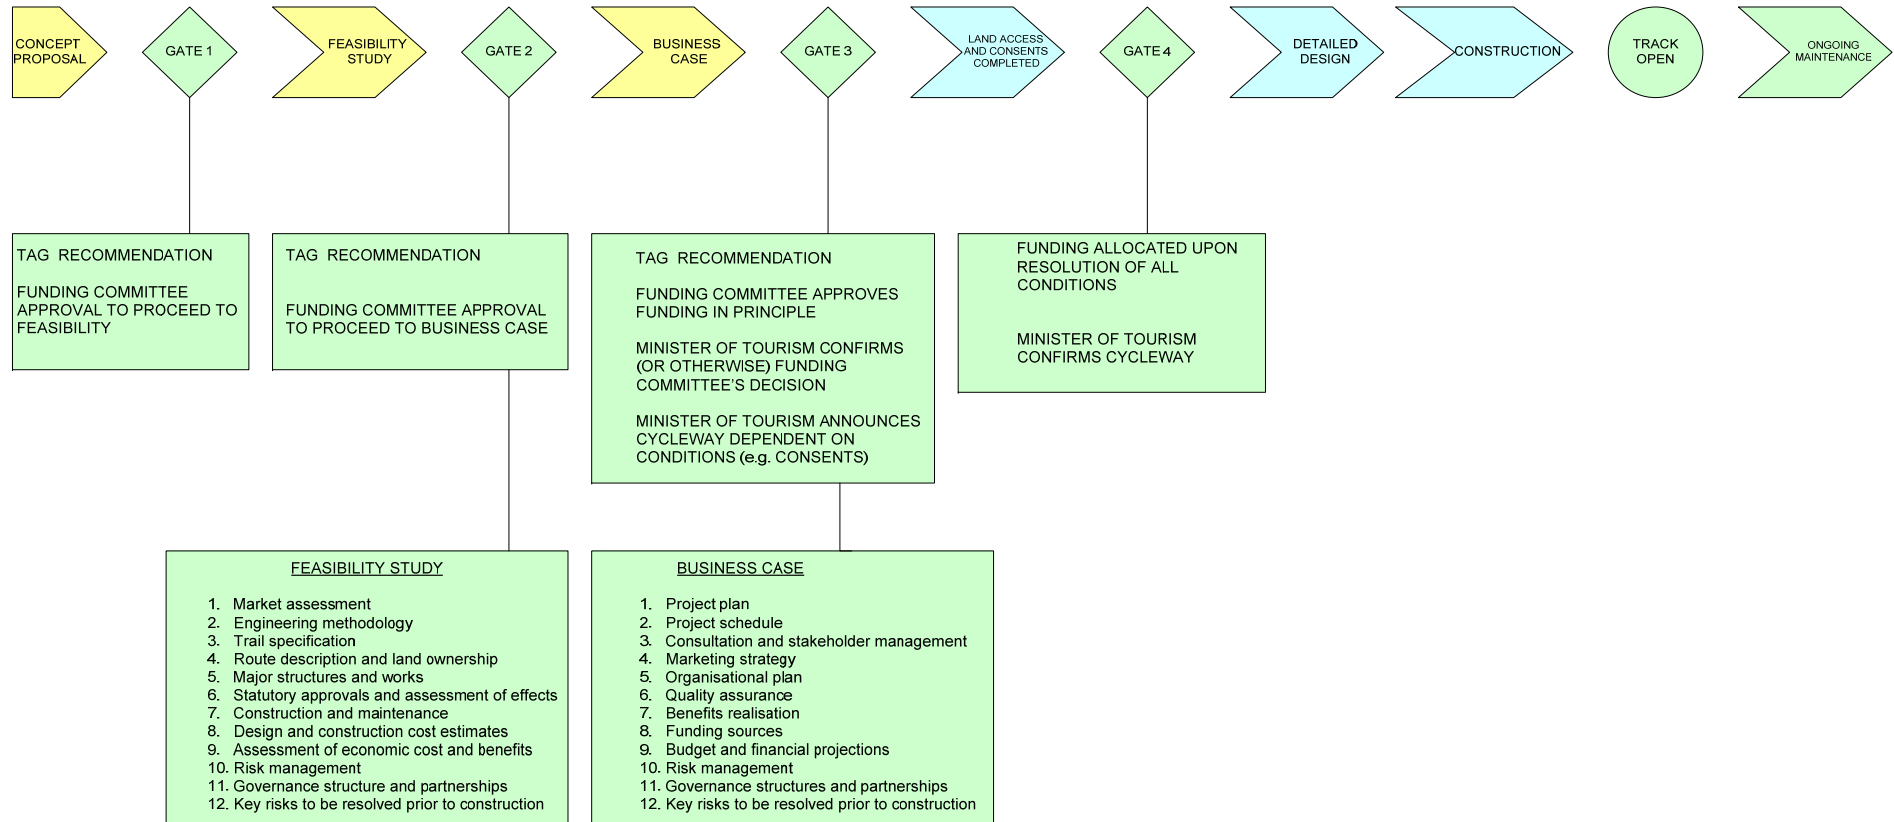 CONCEPT
PROPOSAL
GATE 1
FEASIBILITY
STUDY
GATE 2
BUSINESS
CASE
GATE 3
LAND ACCESS
AND CONSENTS
COMPLETED
GATE 4
DETAILED
DESIGN
CONSTRUCTION
TRACK
OPEN
ONGOING
MAINTENANCE
TAG RECOMMENDATION
FUNDING COMMITTEE
APPROVAL TO PROCEED TO
FEASIBILITY
TAG RECOMMENDATION
FUNDING COMMITTEE APPROVAL
TO PROCEED TO BUSINESS CASE
TAG RECOMMENDATION
FUNDING COMMITTEE APPROVES
FUNDING IN PRINCIPLE
MINISTER OF TOURISM CONFIRMS
(OR OTHERWISE) FUNDING
COMMITTEE'S DECISION
MINISTER OF TOURISM ANNOUNCES
CYCLEWAY DEPENDENT ON
CONDITIONS (e.g. CONSENTS)
FUNDING ALLOCATED UPON
RESOLUTION OF ALL
CONDITIONS
MINISTER OF TOURISM
CONFIRMS CYCLEWAY
FEASIBILITY STUDY
1. Market assessment
2. Engineering methodology
3. Trail specification
4. Route description and land ownership
5. Major structures and works
6. Statutory approvals and assessment of effects
7. Construction and maintenance
8. Design and construction cost estimates
9. Assessment of economic cost and benefits
10. Risk management
11. Governance structure and partnerships
12. Key risks to be resolved prior to construction
BUSINESS CASE
1. Project plan
2. Project schedule
3. Consultation and stakeholder management
4. Marketing strategy
5. Organisational plan
6. Quality assurance
7. Benefits realisation
8. Funding sources
9. Budget and financial projections
10. Risk management
11. Governance structures and partnerships
12. Key risks to be resolved prior to construction